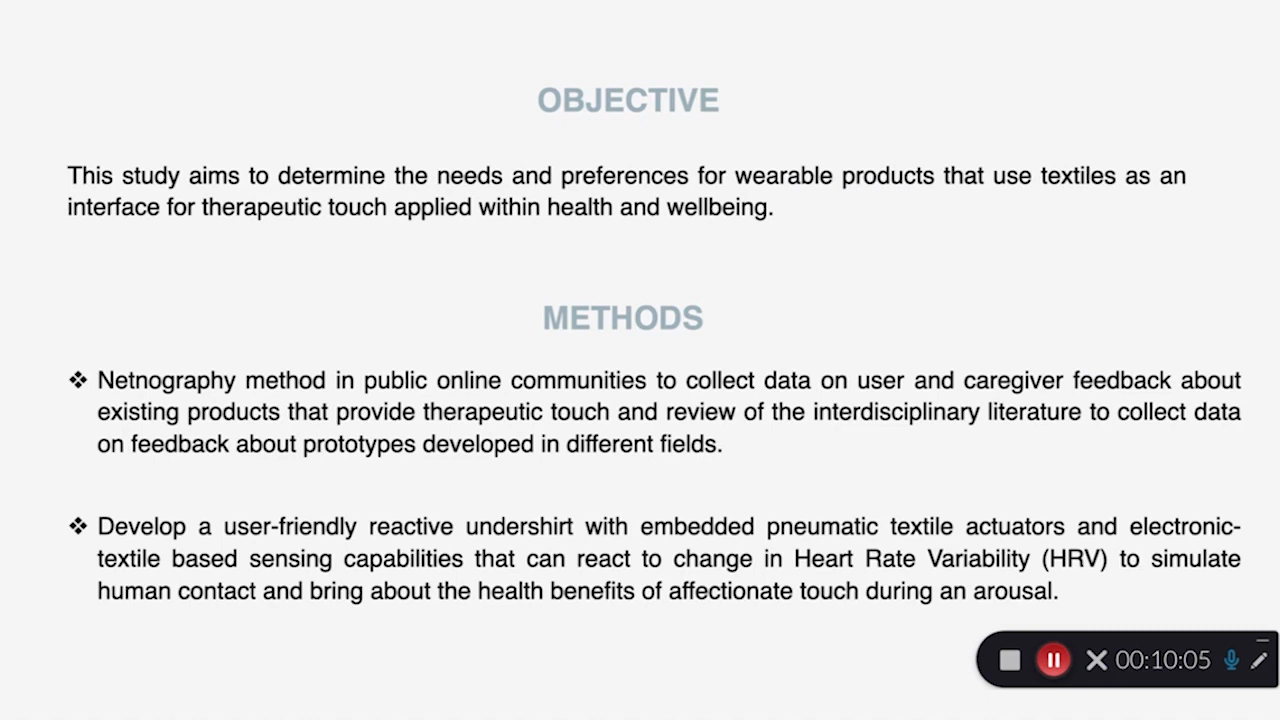 OBJECTIVE
This study aims to determine the needs and preferences for wearable products that use textiles as an
interface for therapeutic touch applied within health and wellbeing.
METHODS
❖ Netnography method in public online communities to collect data on user and caregiver feedback about
existing products that provide therapeutic touch and review of the interdisciplinary literature to collect data
on feedback about prototypes developed in different fields.
❖ Develop a user-friendly reactive undershirt with embedded pneumatic textile actuators and electronic-
textile based sensing capabilities that can react to change in Heart Rate Variability (HRV) to simulate
human contact and bring about the health benefits of affectionate touch during an arousal.
00:10:05